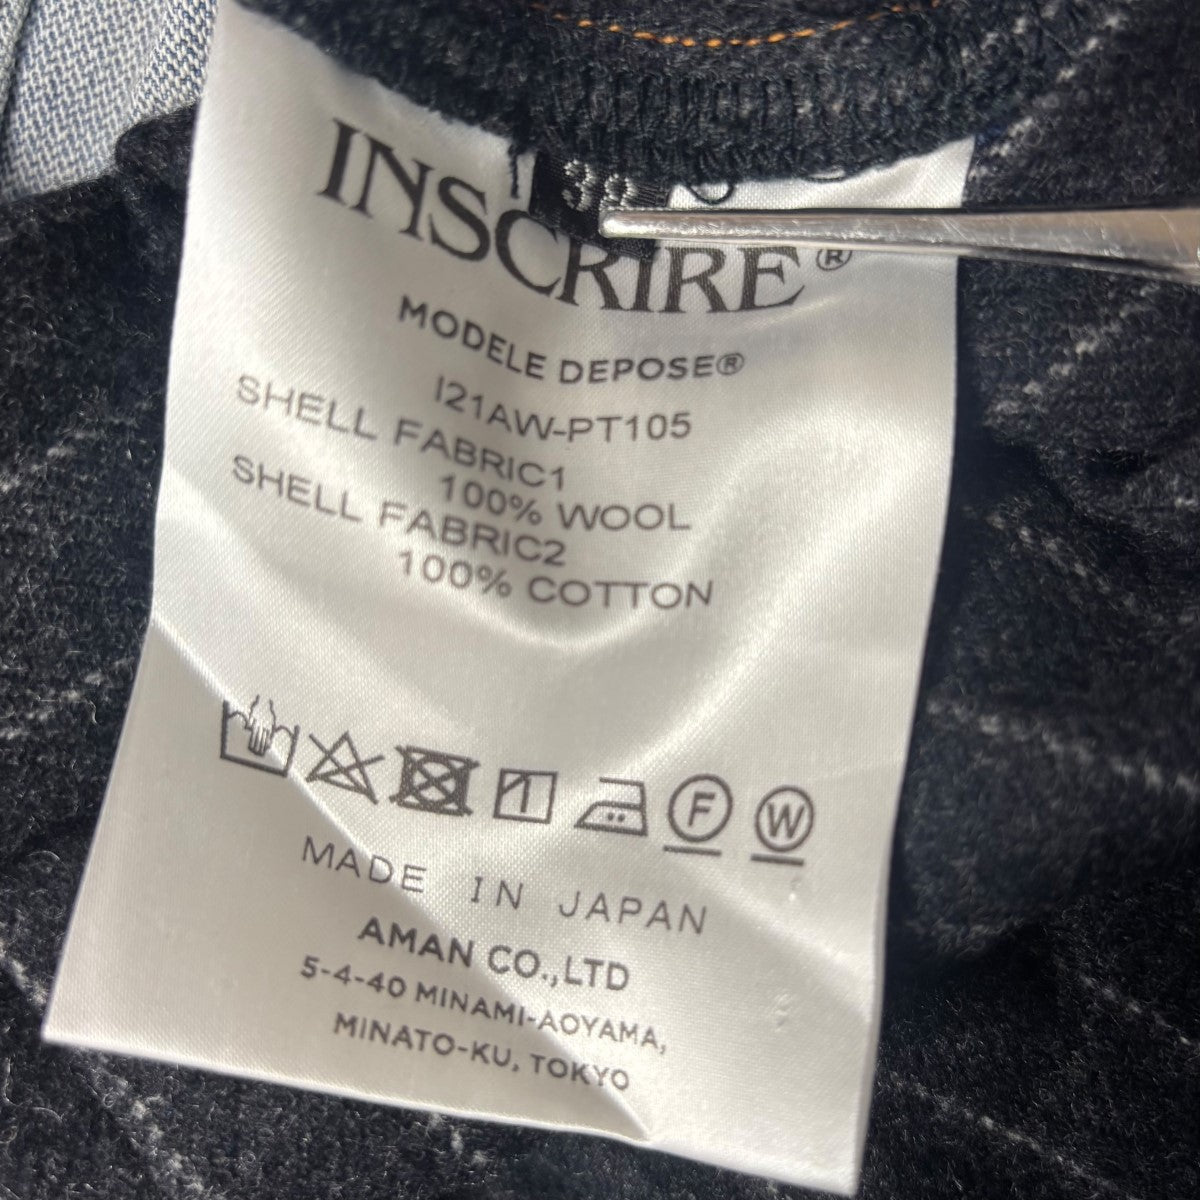 38
INSCRIRE®
MODELE DEPOSE®
I21AW-PT105
SHELL FABRIC1
100% WOOL
SHELL FABRIC2
100% COTTON
F W
MADE IN JAPAN
AMAN CO.,LTD
5-4-40 MINAMI-AOYAMA,
MINATO-KU, TOKYO